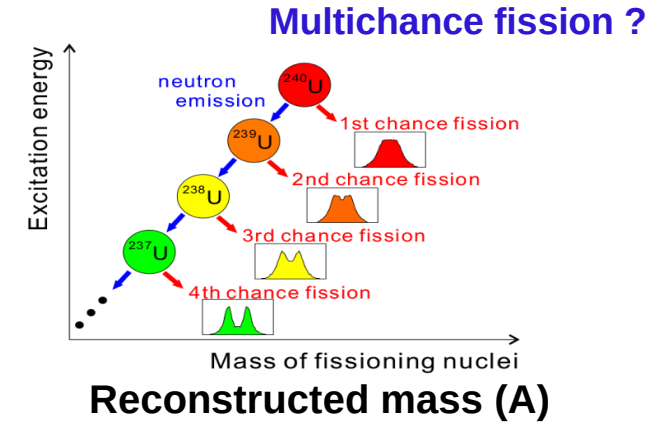 Multichance fission ?
Excitation energy
neutron
emission
²⁴⁰U
1st chance fission
²³⁹U
2nd chance fission
²³⁸U
3rd chance fission
²³⁷U
4th chance fission
Mass of fissioning nuclei
Reconstructed mass (A)